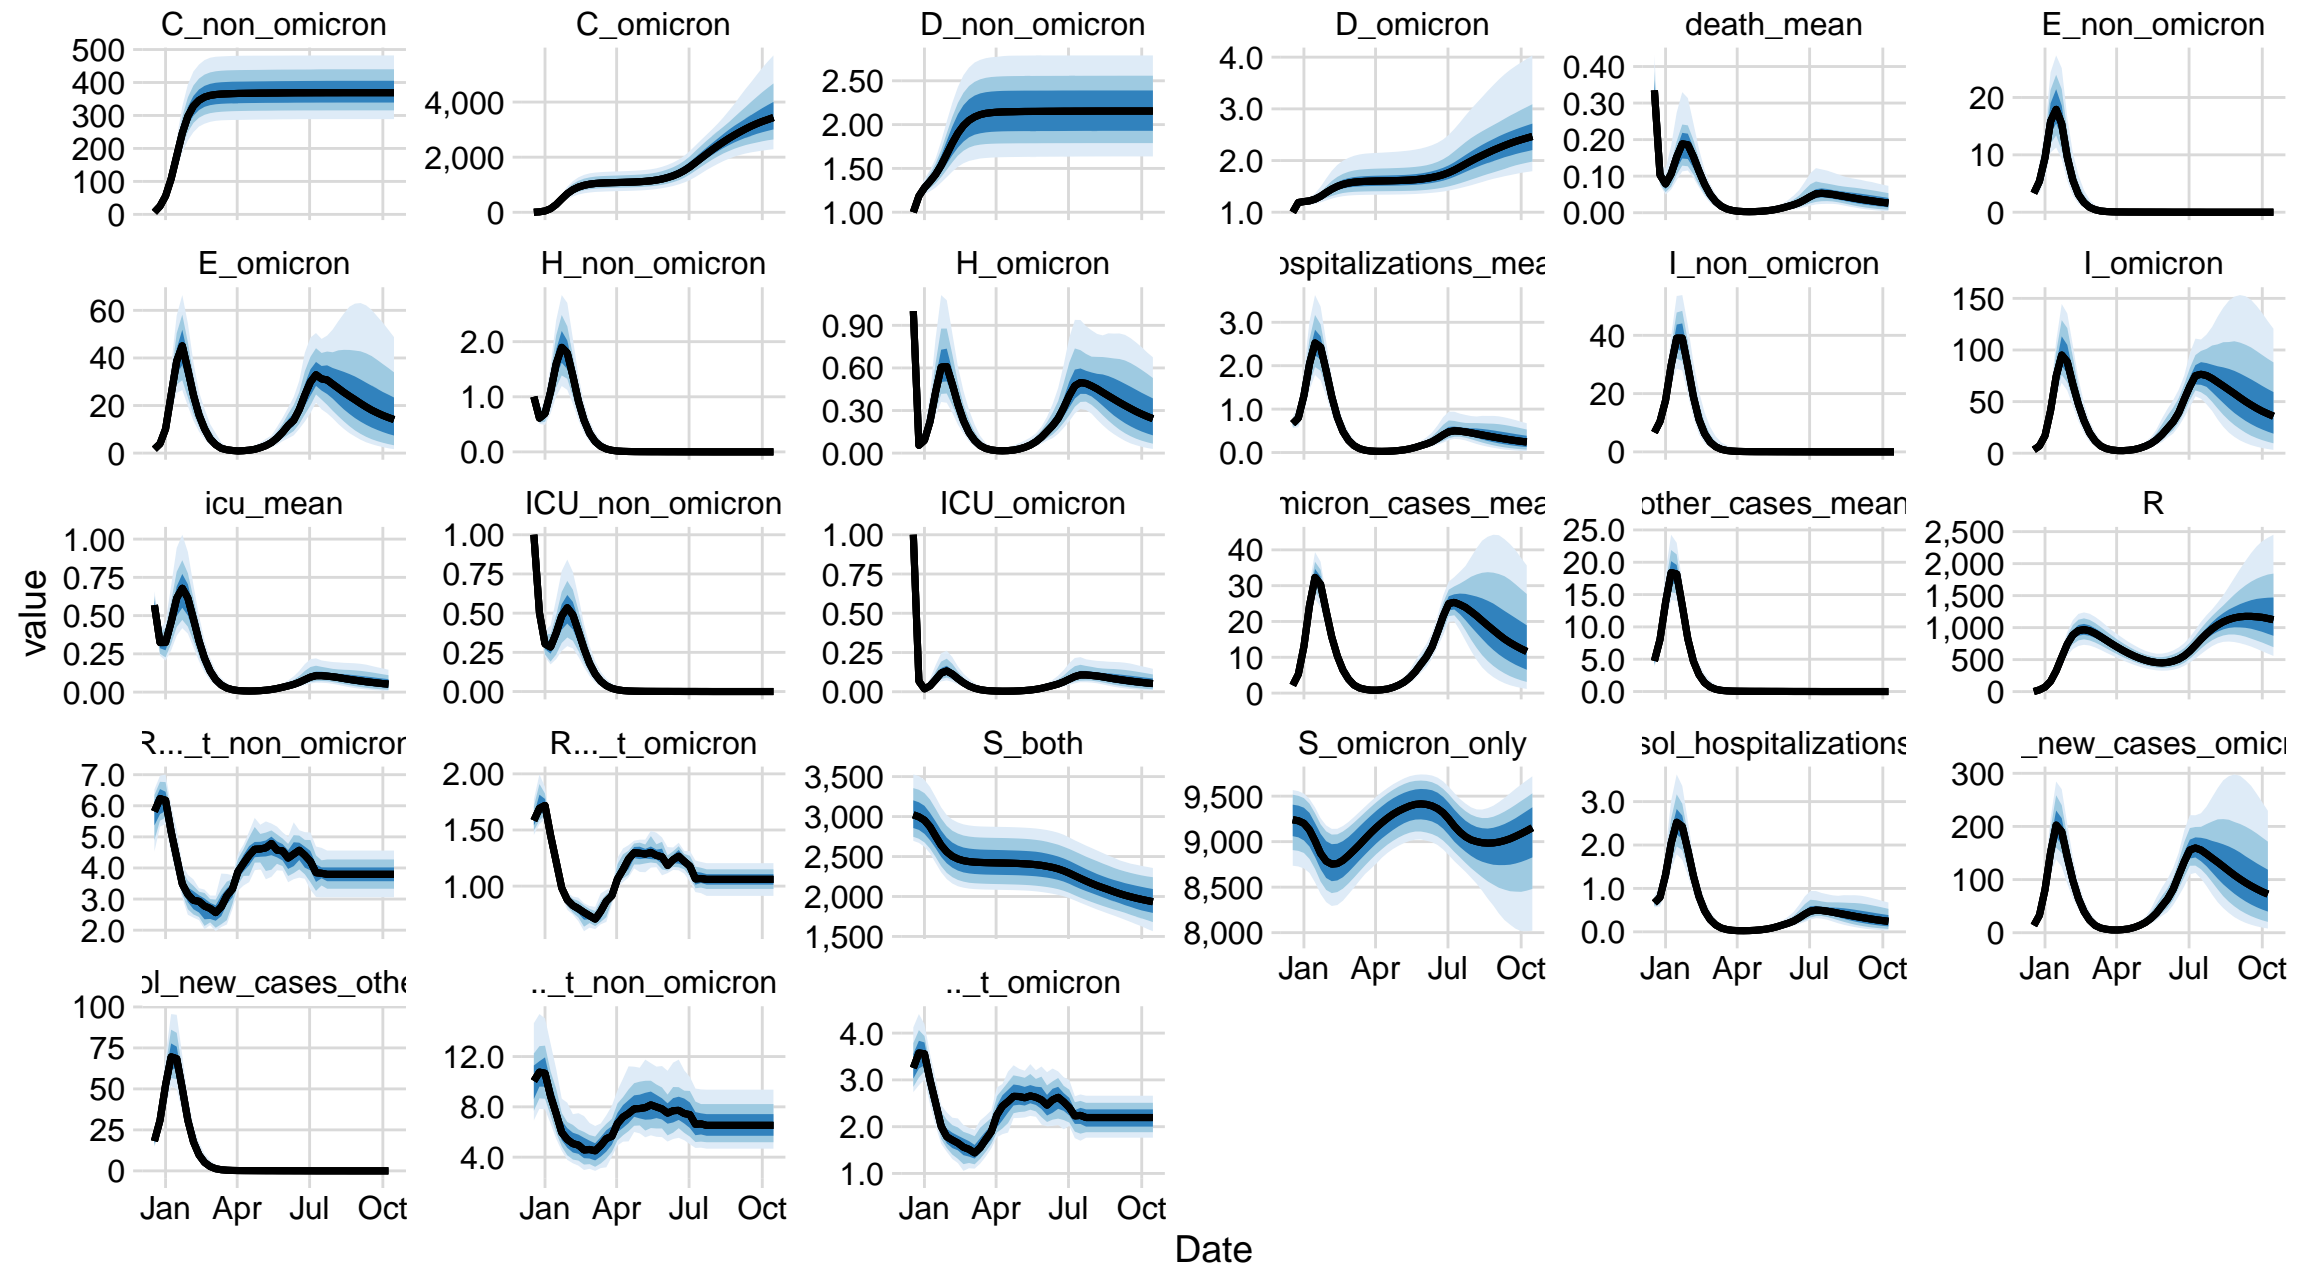 C_non_omicron C_omicron D_non_omicron D_omicron death_mean E_non_omicron
500 400 300 200 100 0
4,000 2,000 0
2.50 2.00 1.50 1.00
4.0 3.0 2.0 1.0
0.40 0.30 0.20 0.10 0.00
20 10 0
E_omicron H_non_omicron H_omicron ospitalizations_mea I_non_omicron I_omicron
60 40 20 0
2.0 1.0 0.0
0.90 0.60 0.30 0.00
3.0 2.0 1.0 0.0
40 20 0
150 100 50 0
icu_mean ICU_non_omicron ICU_omicron micron_cases_mea other_cases_mean R
1.00 0.75 0.50 0.25 0.00
1.00 0.75 0.50 0.25 0.00
1.00 0.75 0.50 0.25 0.00
40 30 20 10 0
25.0 20.0 15.0 10.0 5.0 0.0
2,500 2,000 1,500 1,000 500 0
value
R..._t_non_omicron R..._t_omicron S_both S_omicron_only sol_hospitalizations _new_cases_omicr
7.0 6.0 5.0 4.0 3.0 2.0
2.00 1.50 1.00
3,500 3,000 2,500 2,000 1,500
9,500 9,000 8,500 8,000
3.0 2.0 1.0 0.0
300 200 100 0
Jan Apr Jul Oct
Jan Apr Jul Oct
Jan Apr Jul Oct
ol_new_cases_othe .._t_non_omicron .._t_omicron
100 75 50 25 0
12.0 8.0 4.0
4.0 3.0 2.0 1.0
Jan Apr Jul Oct
Jan Apr Jul Oct
Jan Apr Jul Oct
Date